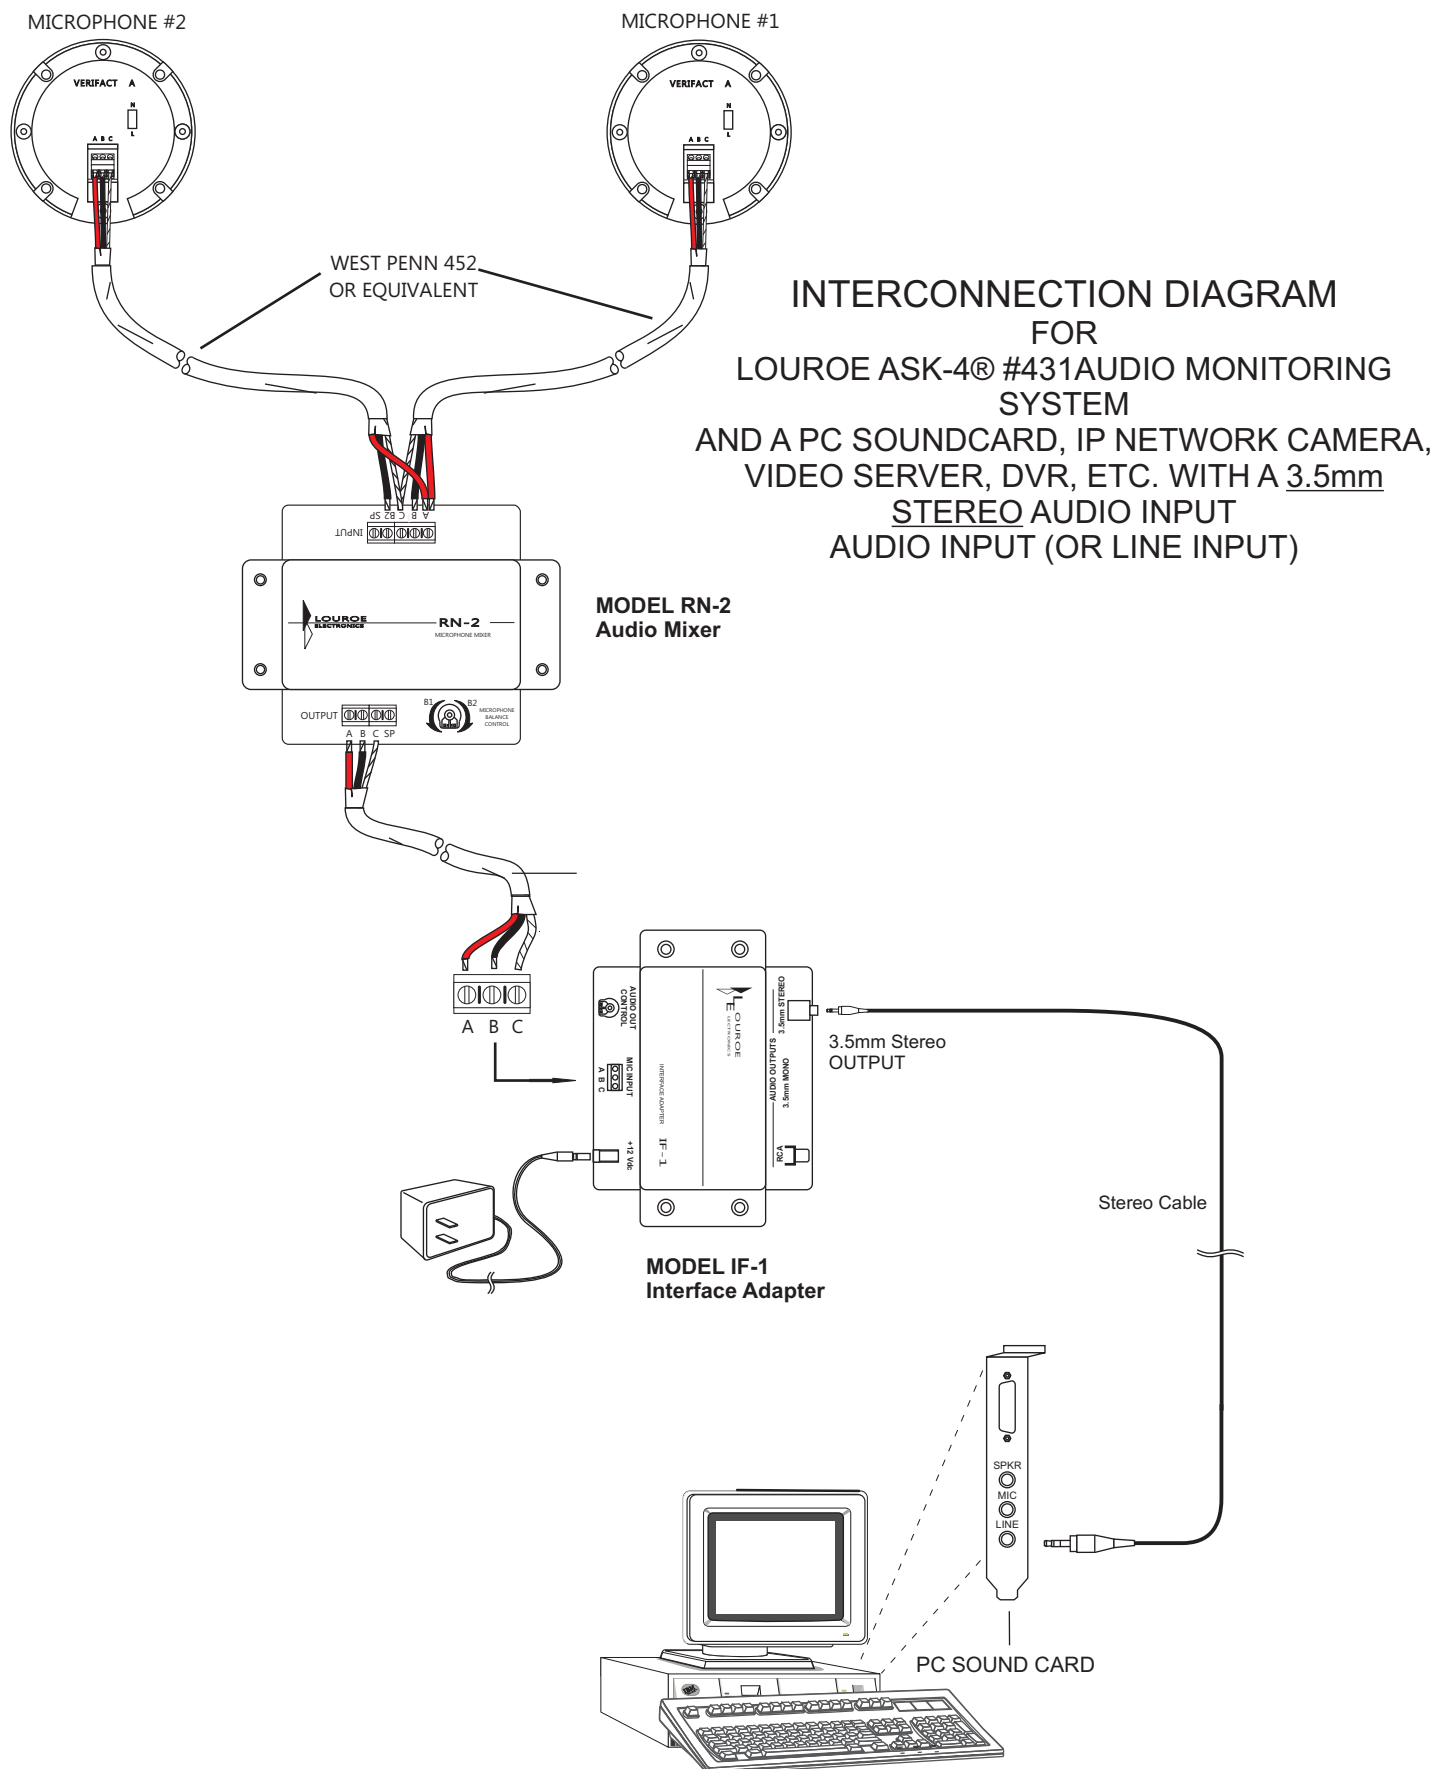 MICROPHONE #2
MICROPHONE #1
VERIFACT A
N
L
A B C
VERIFACT A
N
L
A B C
WEST PENN 452
OR EQUIVALENT
INTERCONNECTION DIAGRAM
FOR
LOUROE ASK-4® #431AUDIO MONITORING
SYSTEM
AND A PC SOUNDCARD, IP NETWORK CAMERA,
VIDEO SERVER, DVR, ETC. WITH A 3.5mm
STEREO AUDIO INPUT
AUDIO INPUT (OR LINE INPUT)
SP B2 C B A
INPUT
LOUROE
ELECTRONICS
RN-2
MICROPHONE MIXER
MODEL RN-2
Audio Mixer
OUTPUT
A B C SP
B1
B2
MICROPHONE
BALANCE
CONTROL
A B C
AUDIO OUT
CONTROL
MIC INPUT
A B C
+12 Vdc
LOUROE
ELECTRONICS
INTERFACE ADAPTER
IF-1
3.5mm STEREO
AUDIO OUTPUTS
3.5mm MONO
RCA
3.5mm Stereo
OUTPUT
Stereo Cable
MODEL IF-1
Interface Adapter
SPKR
MIC
LINE
PC SOUND CARD